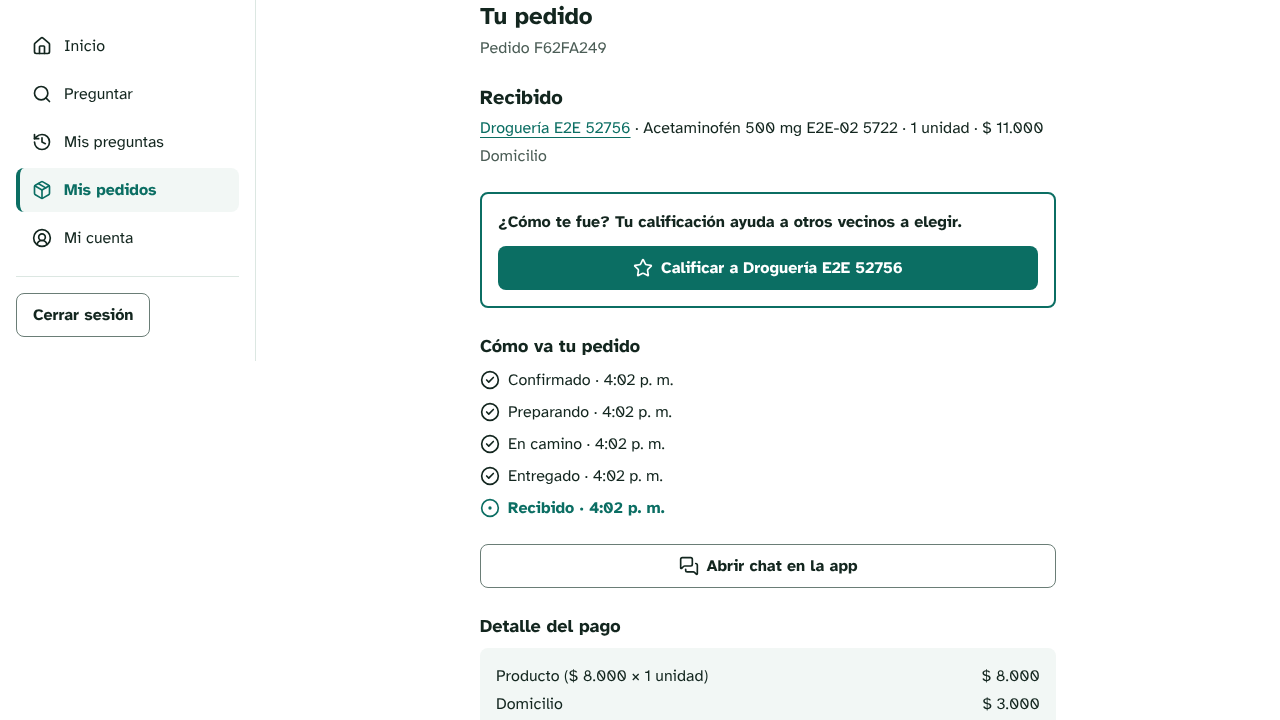 Inicio
Preguntar
Mis preguntas
Mis pedidos
Mi cuenta
Cerrar sesión
Tu pedido
Pedido F62FA249
Recibido
Droguería E2E 52756 · Acetaminofén 500 mg E2E-02 5722 · 1 unidad · $ 11.000
Domicilio
¿Cómo te fue? Tu calificación ayuda a otros vecinos a elegir.
Calificar a Droguería E2E 52756
Cómo va tu pedido
Confirmado · 4:02 p. m.
Preparando · 4:02 p. m.
En camino · 4:02 p. m.
Entregado · 4:02 p. m.
Recibido · 4:02 p. m.
Abrir chat en la app
Detalle del pago
Producto ($ 8.000 × 1 unidad) $ 8.000
Domicilio $ 3.000